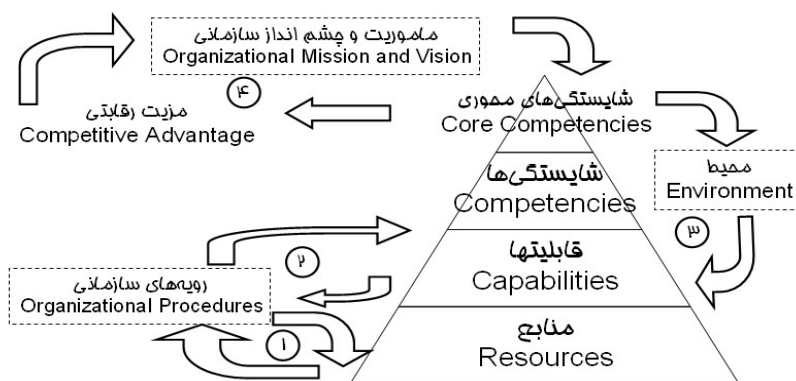 ماموریت و چشم انداز سازمانی
Organizational Mission and Vision
۴
مزیت رقابتی
Competitive Advantage
شایستگی‌های محوری
Core Competencies
شایستگی‌ها
Competencies
محیط
Environment
۳
قابلیتها
Capabilities
۲
رویه‌های سازمانی
Organizational Procedures
۱
منابع
Resources